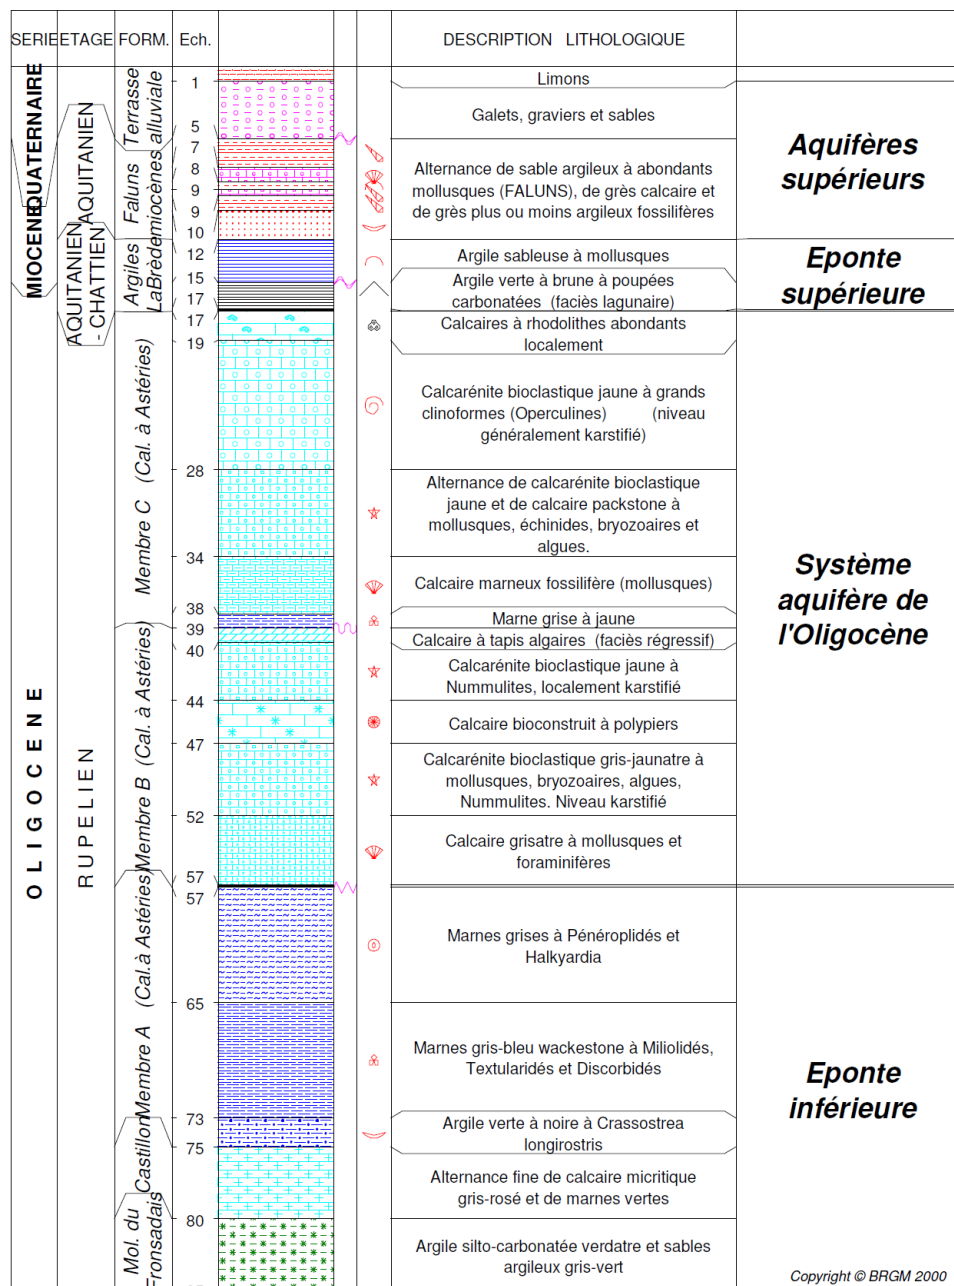 SERIE ETAGE FORM. Ech. DESCRIPTION LITHOLOGIQUE
QUATERNAIRE
MIOCENE
OLIGOCENE
AQUITANIEN
AQUITANIEN
- CHATTIEN
RUPELIEN
Terrasse
alluviale
Faluns
miocènes
Argiles
LaBrède
Membre C (Cal. à Astéries)
Membre B (Cal. à Astéries)
Membre A (Cal.à Astéries)
Castillon
Mol. du
Fronsadais
1
5
7
8
9
9
10
12
15
17
17
19
28
34
38
39
40
44
47
52
57
57
65
73
75
80
Limons
Galets, graviers et sables
Alternance de sable argileux à abondants
mollusques (FALUNS), de grès calcaire et
de grès plus ou moins argileux fossilifères
Argile sableuse à mollusques
Argile verte à brune à poupées
carbonatées (faciès lagunaire)
Calcaires à rhodolithes abondants
localement
Calcarénite bioclastique jaune à grands
clinoformes (Operculines) (niveau
généralement karstifié)
Alternance de calcarénite bioclastique
jaune et de calcaire packstone à
mollusques, échinides, bryozoaires et
algues.
Calcaire marneux fossilifère (mollusques)
Marne grise à jaune
Calcaire à tapis algaires (faciès régressif)
Calcarénite bioclastique jaune à
Nummulites, localement karstifié
Calcaire bioconstruit à polypiers
Calcarénite bioclastique gris-jaunatre à
mollusques, bryozoaires, algues,
Nummulites. Niveau karstifié
Calcaire grisatre à mollusques et
foraminifères
Marnes grises à Pénéroplidés et
Halkyardia
Marnes gris-bleu wackestone à Miliolidés,
Textularidés et Discorbidés
Argile verte à noire à Crassostrea
longirostris
Alternance fine de calcaire micritique
gris-rosé et de marnes vertes
Argile silto-carbonatée verdatre et sables
argileux gris-vert
Aquifères
supérieurs
Eponte
supérieure
Système
aquifère de
l'Oligocène
Eponte
inférieure
Copyright © BRGM 2000